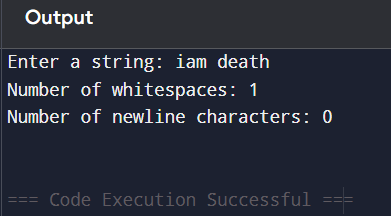 Output
Enter a string: iam death
Number of whitespaces: 1
Number of newline characters: 0
=== Code Execution Successful ===